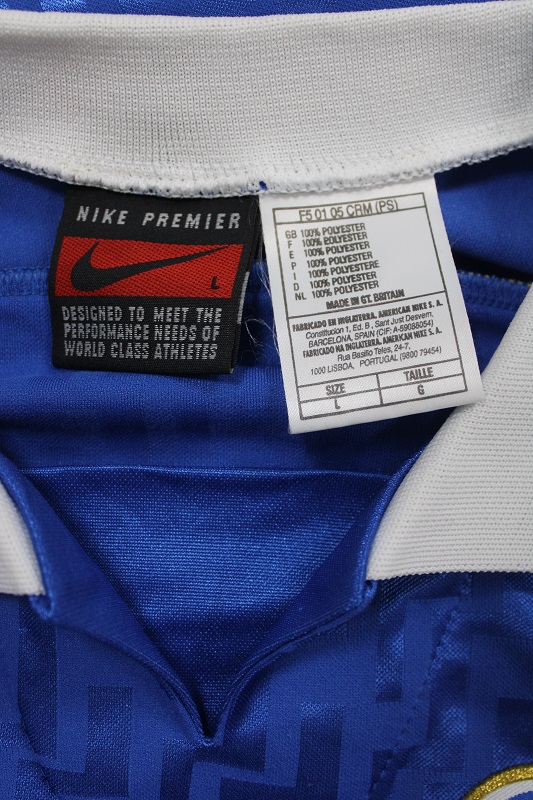 NIKE PREMIER
L
DESIGNED TO MEET THE
PERFORMANCE NEEDS OF
WORLD CLASS ATHLETES
F5 01 05 CRM (PS)
GB 100% POLYESTER
F 100% POLYESTER
E 100% POLYESTER
P 100% POLYESTER
I 100% POLIESTERE
D 100% POLYESTER
NL 100% POLYESTER
MADE IN GT. BRITAIN
FABRICADO EN INGLATERRA. AMERICAN NIKE S. A.
Constitucion 1, Ed. B , Sant Just Desvern,
BARCELONA, SPAIN (CIF: A-59086054)
FABRICADO NA INGLATERRA. AMERICAN NIKE S. A.
Rua Basilio Teles, 24-7.
1000 LISBOA, PORTUGAL (9800 79454)
SIZE TAILLE
L G